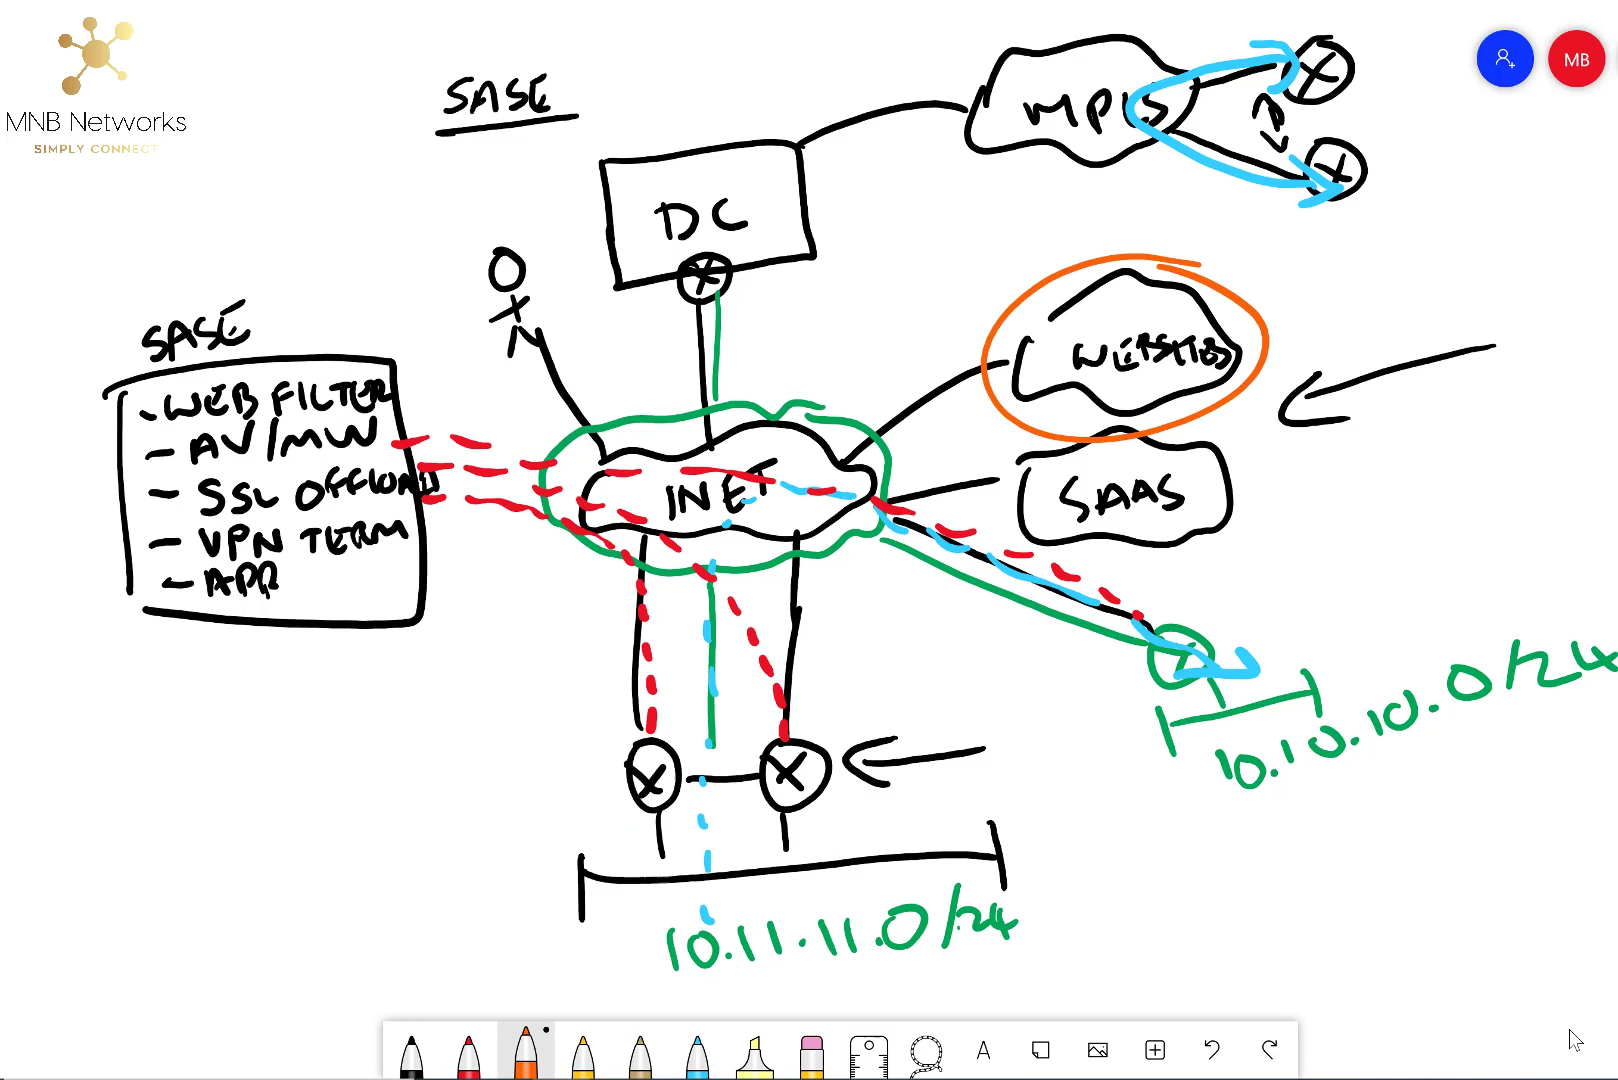 MNB Networks
SIMPLY CONNECT
SASE
MPLS
MB
DC
WEBSITES
SASE
- WEB FILTER
- AV/MW
- SSL OFFLOAD
- VPN TERM
- APP
INET
SAAS
10.10.10.0/24
10.11.11.0/24
A